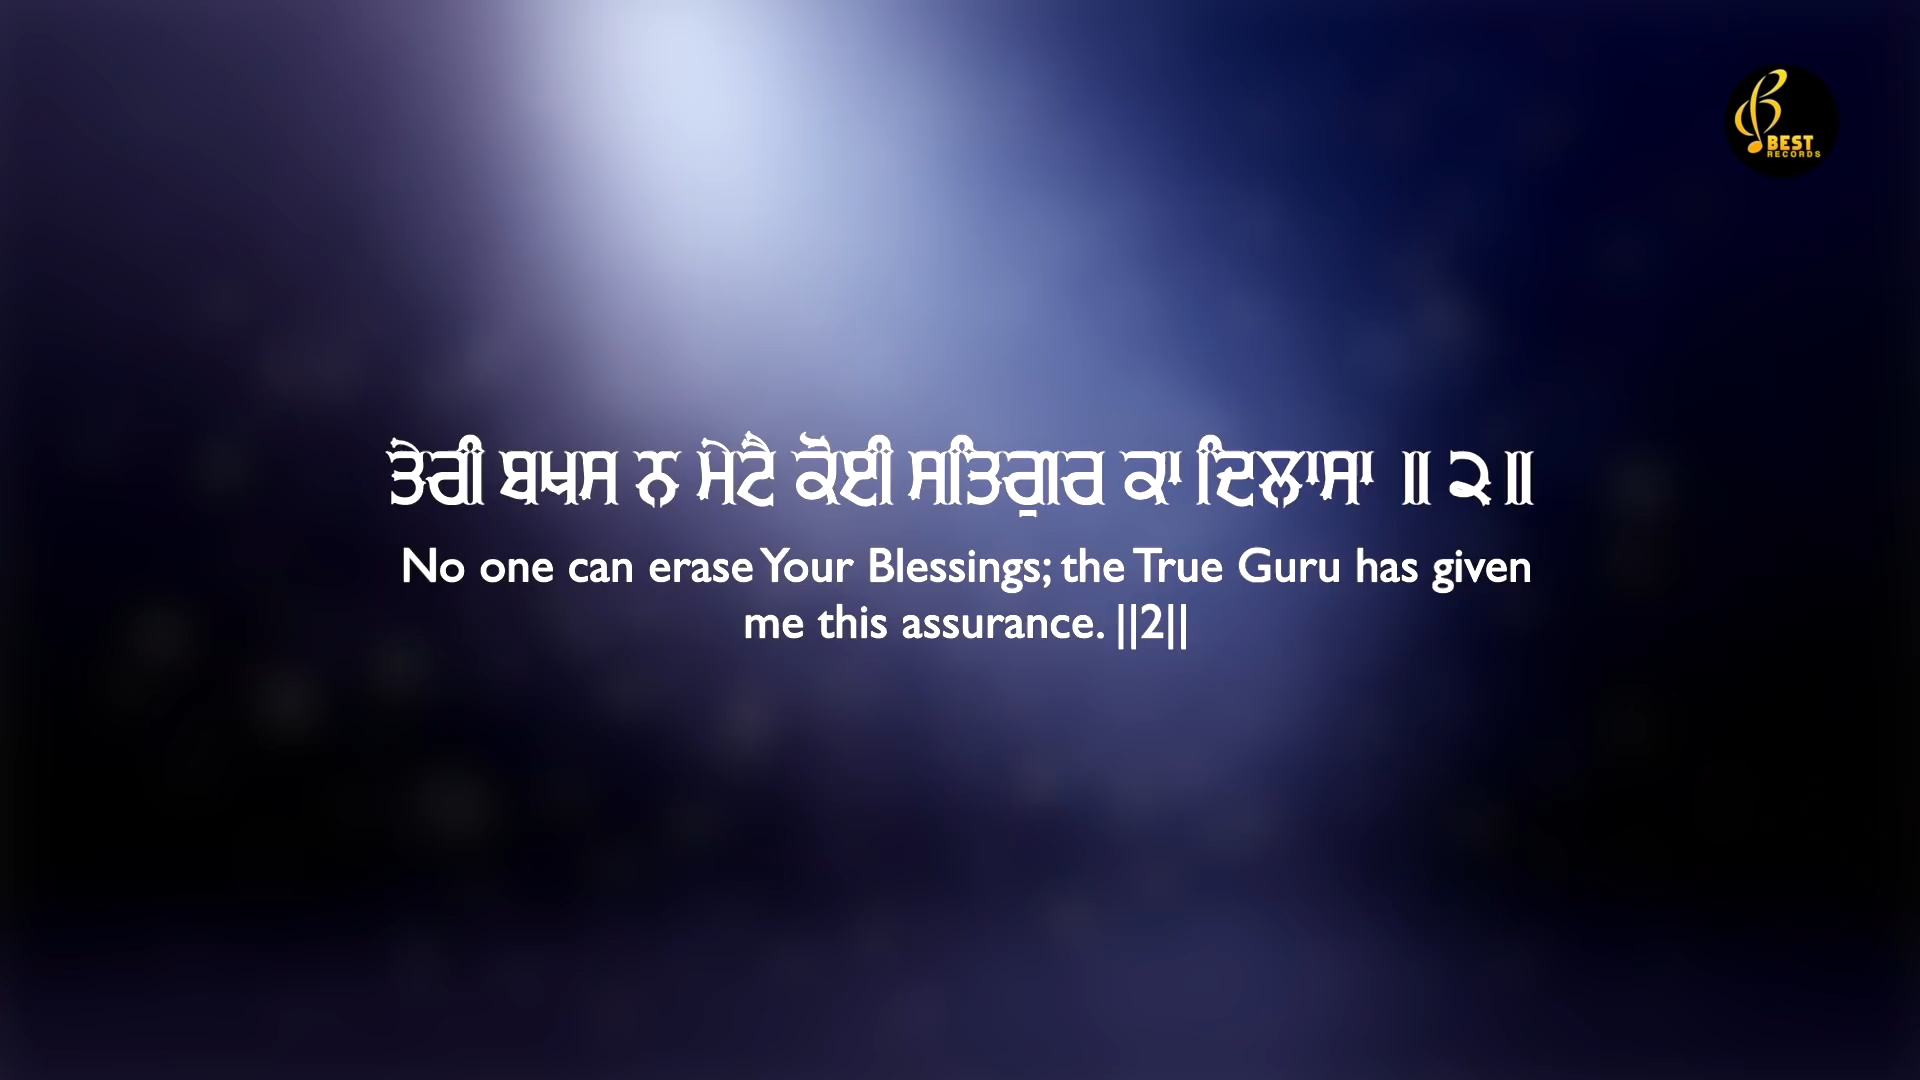 BEST
RECORDS
ਤੇਰੀ ਬਖਸ ਨ ਮੇਟੈ ਕੋਈ ਸਤਿਗੁਰ ਕਾ ਦਿਲਾਸਾ ॥੨॥
No one can erase Your Blessings; the True Guru has given
me this assurance. ||2||